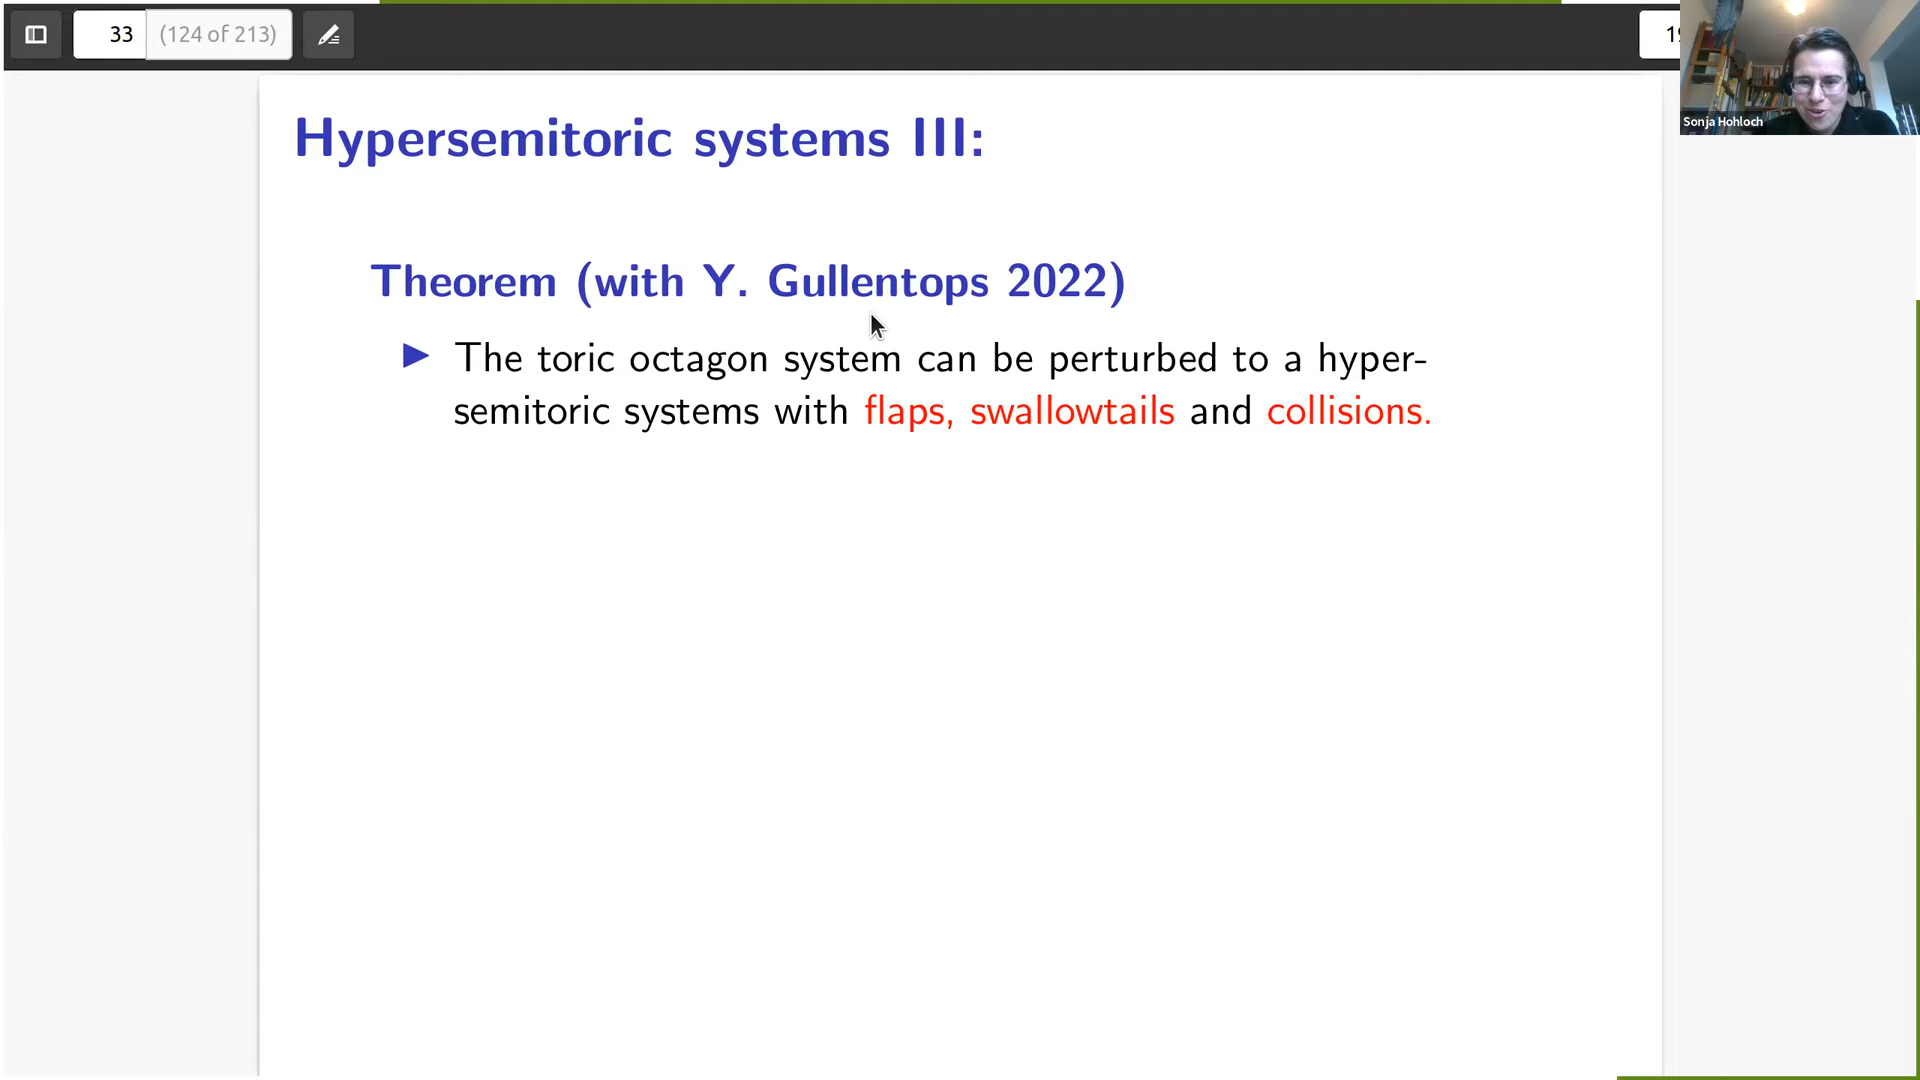 33 (124 of 213)
Sonja Hohloch
Hypersemitoric systems III:
Theorem (with Y. Gullentops 2022)
The toric octagon system can be perturbed to a hyper-
semitoric systems with flaps, swallowtails and collisions.